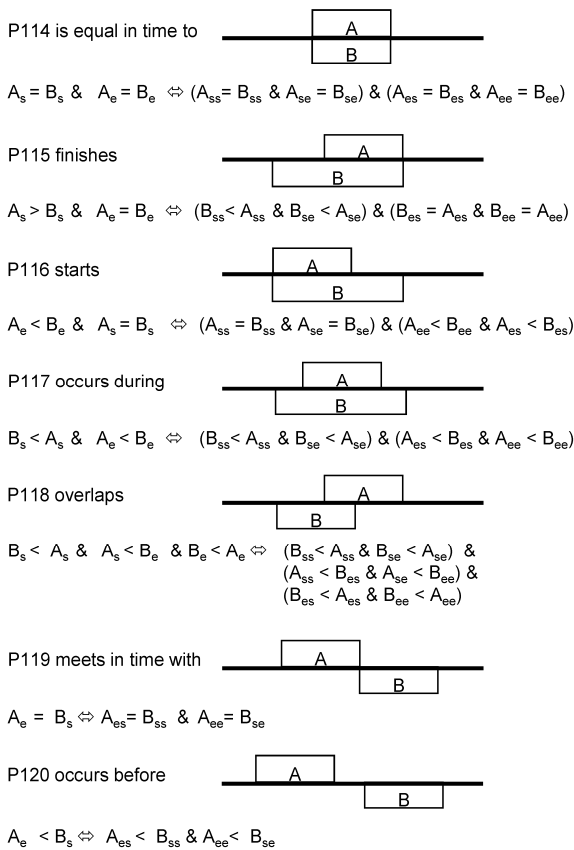 P114 is equal in time to
A
B
As = Bs & Ae = Be ⇔ (Ass= Bss & Ase = Bse) & (Aes = Bes & Aee = Bee)
P115 finishes
A
B
As > Bs & Ae = Be ⇔ (Bss< Ass & Bse < Ase) & (Bes = Aes & Bee = Aee)
P116 starts
A
B
Ae < Be & As = Bs ⇔ (Ass = Bss & Ase = Bse) & (Aee< Bee & Aes < Bes)
P117 occurs during
A
B
Bs < As & Ae < Be ⇔ (Bss< Ass & Bse < Ase) & (Aes < Bes & Aee < Bee)
P118 overlaps
A
B
Bs < As & As < Be & Be < Ae ⇔ (Bss< Ass & Bse < Ase) &
(Ass < Bes & Ase < Bee) &
(Bes < Aes & Bee < Aee)
P119 meets in time with
A
B
Ae = Bs ⇔ Aes= Bss & Aee= Bse
P120 occurs before
A
B
Ae < Bs ⇔ Aes < Bss & Aee< Bse